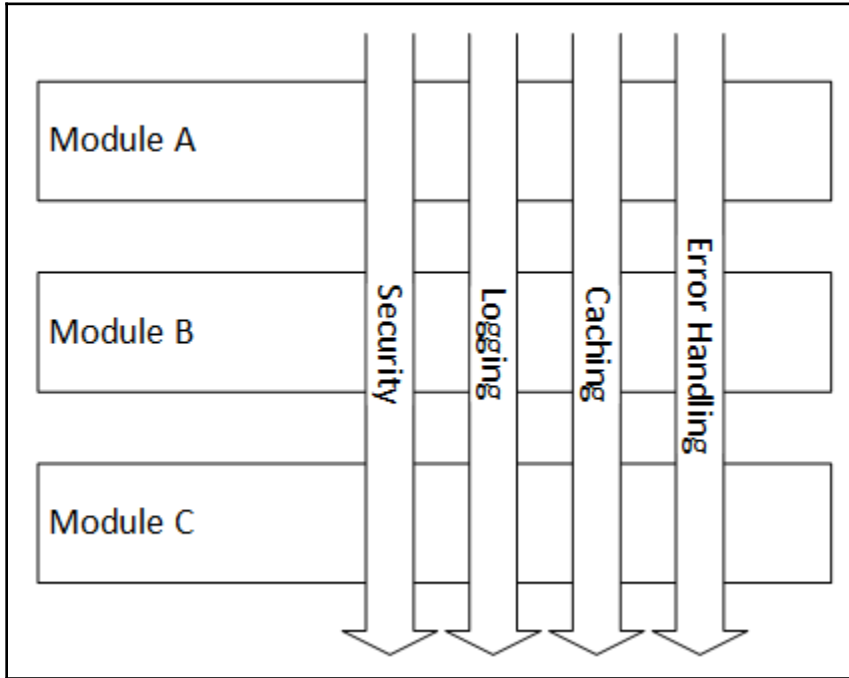 Module A
Module B
Module C
Security
Logging
Caching
Error Handling